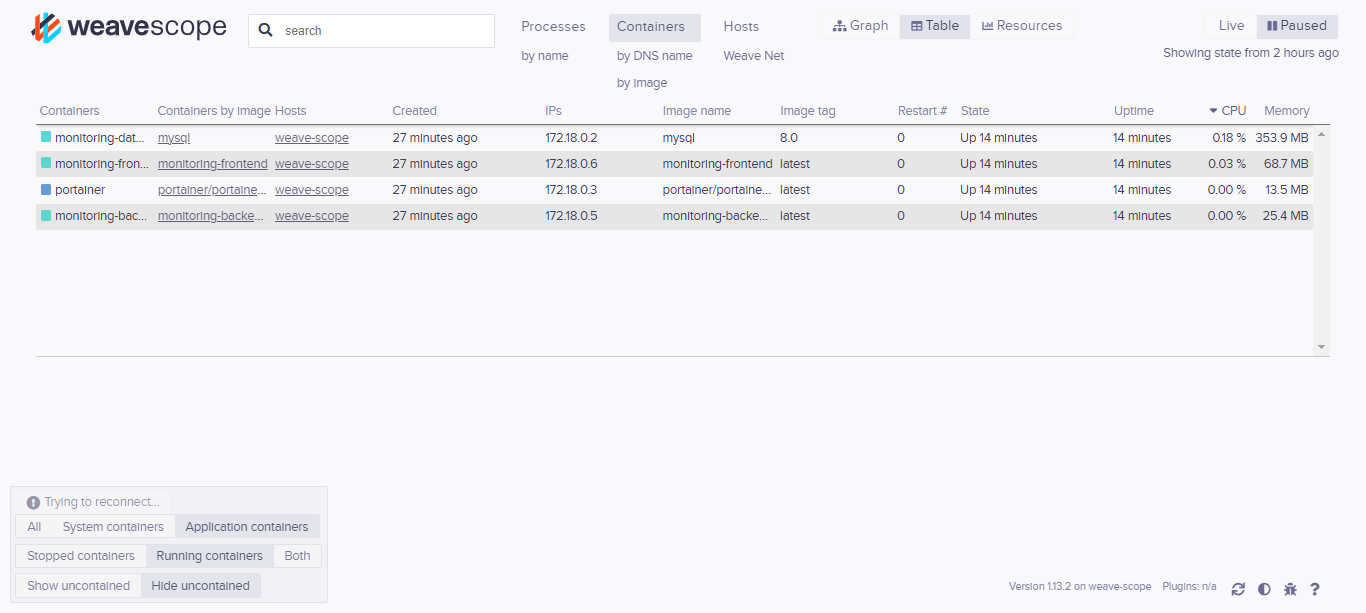 weavescope
search
Processes Containers Hosts Graph Table Resources Live Paused
by name by DNS name Weave Net Showing state from 2 hours ago
by image
Containers Containers by image Hosts Created IPs Image name Image tag Restart # State Uptime CPU Memory
monitoring-dat... mysql weave-scope 27 minutes ago 172.18.0.2 mysql 8.0 0 Up 14 minutes 14 minutes 0.18 % 353.9 MB
monitoring-fron... monitoring-frontend weave-scope 27 minutes ago 172.18.0.6 monitoring-frontend latest 0 Up 14 minutes 14 minutes 0.03 % 68.7 MB
portainer portainer/portaine... weave-scope 27 minutes ago 172.18.0.3 portainer/portaine... latest 0 Up 14 minutes 14 minutes 0.00 % 13.5 MB
monitoring-bac... monitoring-backe... weave-scope 27 minutes ago 172.18.0.5 monitoring-backe... latest 0 Up 14 minutes 14 minutes 0.00 % 25.4 MB
Trying to reconnect...
All System containers Application containers
Stopped containers Running containers Both
Show uncontained Hide uncontained
Version 1.13.2 on weave-scope Plugins: n/a